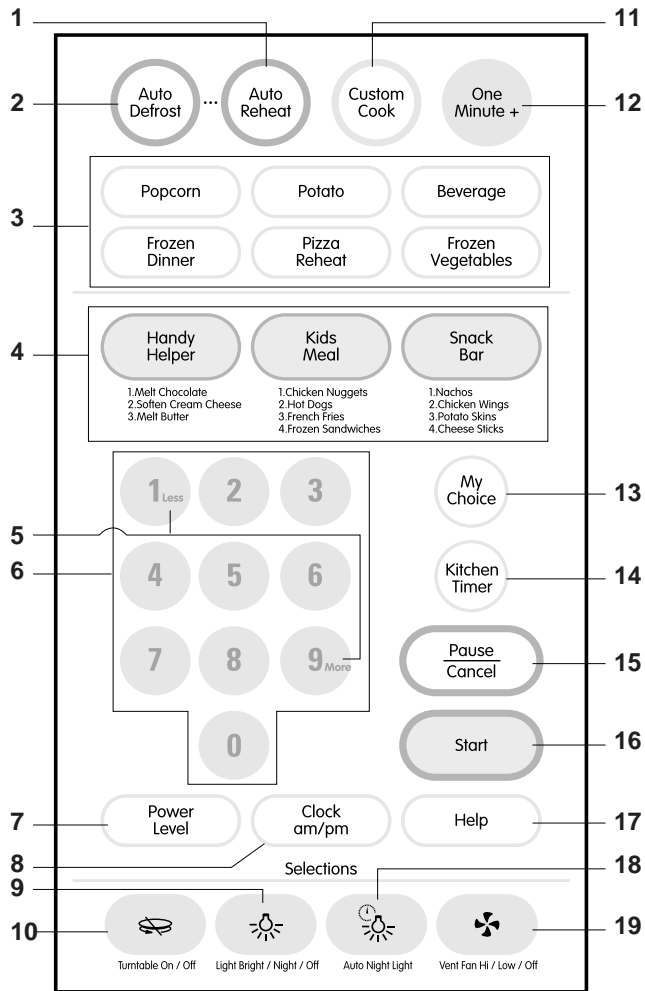 1
11
2
Auto
Defrost
...
Auto
Reheat
Custom
Cook
One
Minute +
12
3
Popcorn
Potato
Beverage
Frozen
Dinner
Pizza
Reheat
Frozen
Vegetables
4
Handy
Helper
Kids
Meal
Snack
Bar
1.Melt Chocolate
2.Soften Cream Cheese
3.Melt Butter
1.Chicken Nuggets
2.Hot Dogs
3.French Fries
4.Frozen Sandwiches
1.Nachos
2.Chicken Wings
3.Potato Skins
4.Cheese Sticks
1 Less
2
3
My
Choice
13
5
6
4
5
6
Kitchen
Timer
14
7
8
9 More
Pause
Cancel
15
0
Start
16
7
Power
Level
Clock
am/pm
Help
17
8
Selections
18
9
10
19
Turntable On / Off
Light Bright / Night / Off
Auto Night Light
Vent Fan Hi / Low / Off